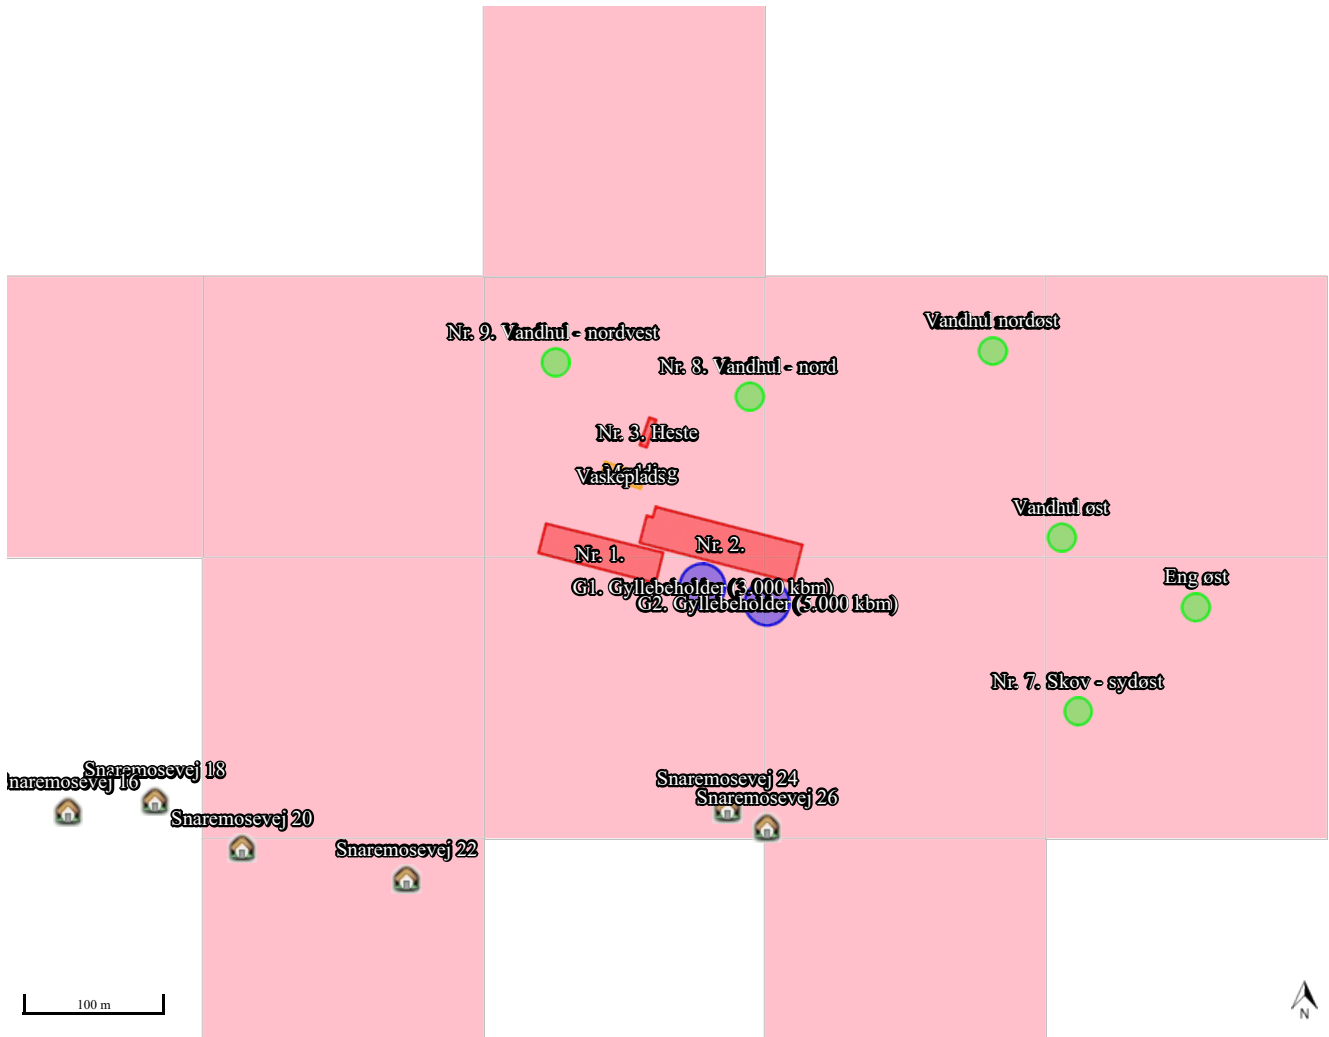 Vandhul nordøst
Nr. 9. Vandhul - nordvest
Nr. 8. Vandhul - nord
Nr. 3. Heste
Vaskeplads
Vandhul øst
Nr. 2.
Nr. 1.
Eng øst
G1. Gyllebeholder (3.000 kbm)
G2. Gyllebeholder (5.000 kbm)
Nr. 7. Skov - sydøst
Snaremosevej 18
naremosevej 16
Snaremosevej 24
Snaremosevej 26
Snaremosevej 20
Snaremosevej 22
100 m
N